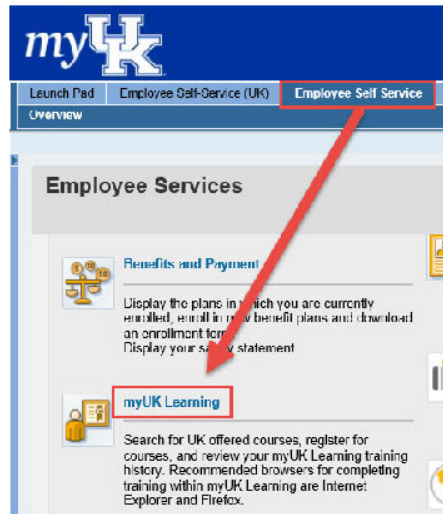 myUK
Launch Pad Employee Self-Service (UK) Employee Self Service
Overview
Employee Services
Benefits and Payment
Display the plans in which you are currently
enrolled, enroll in new benefit plans and download
an enrollment form
Display your salary statement
myUK Learning
Search for UK offered courses, register for
courses, and review your myUK Learning training
history. Recommended browsers for completing
training within myUK Learning are Internet
Explorer and Firefox.